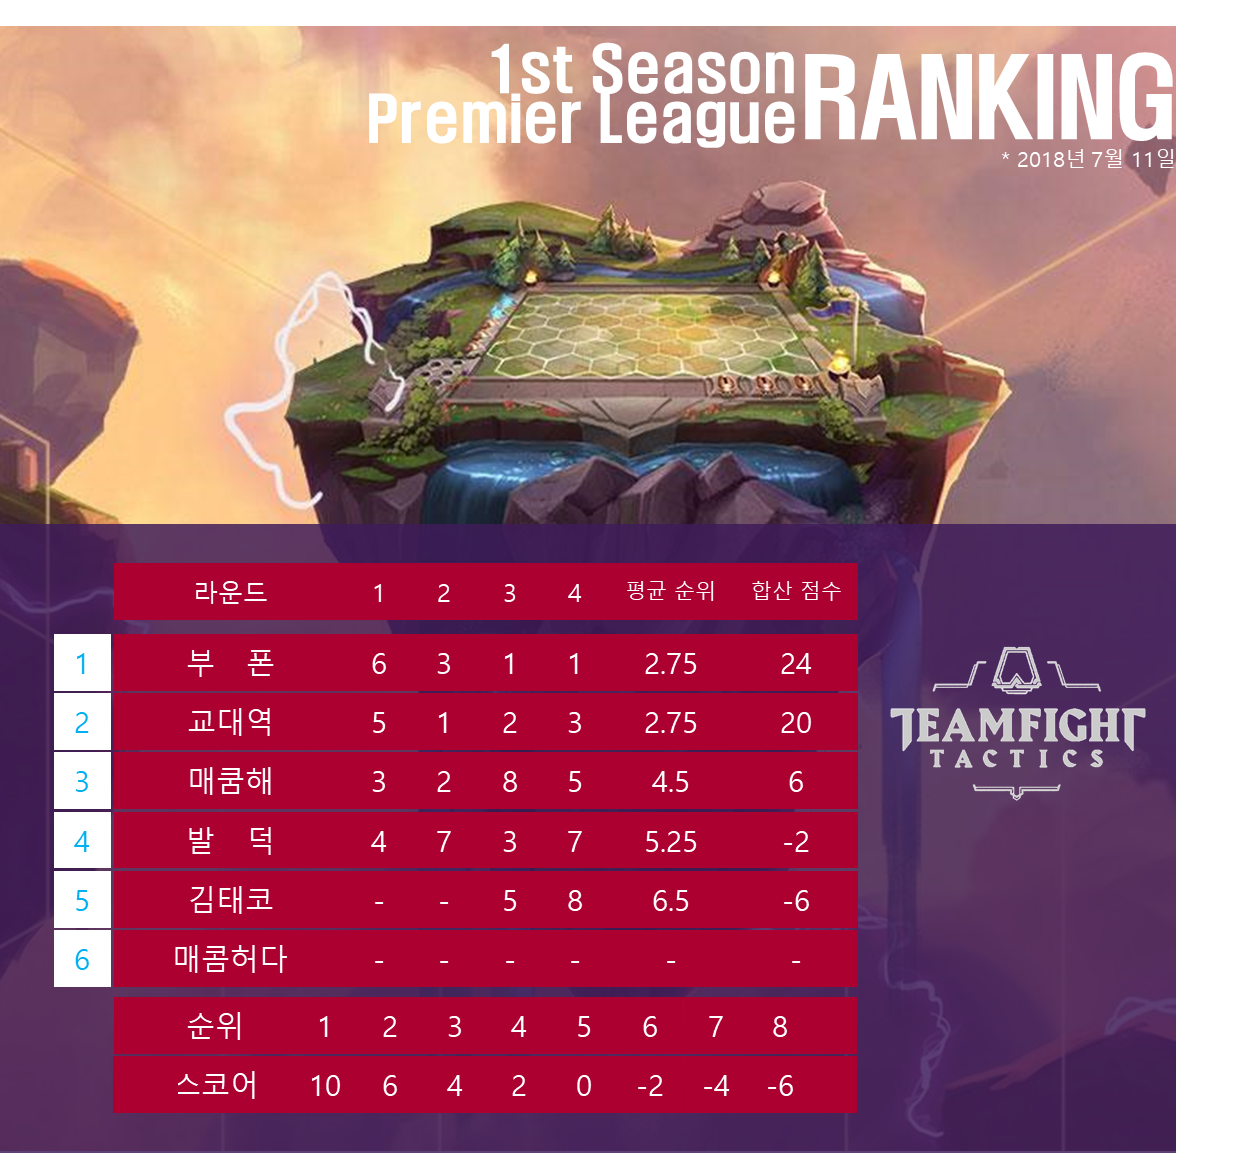 1st Season
Premier League
RANKING
* 2018년 7월 11일
라운드 1 2 3 4 평균 순위 합산 점수
1 부 폰 6 3 1 1 2.75 24
2 교대역 5 1 2 3 2.75 20
3 매쿰해 3 2 8 5 4.5 6
4 발 덕 4 7 3 7 5.25 -2
5 김태코 - - 5 8 6.5 -6
6 매콤허다 - - - - - -
TEAMFIGHT
TACTICS
순위 1 2 3 4 5 6 7 8
스코어 10 6 4 2 0 -2 -4 -6